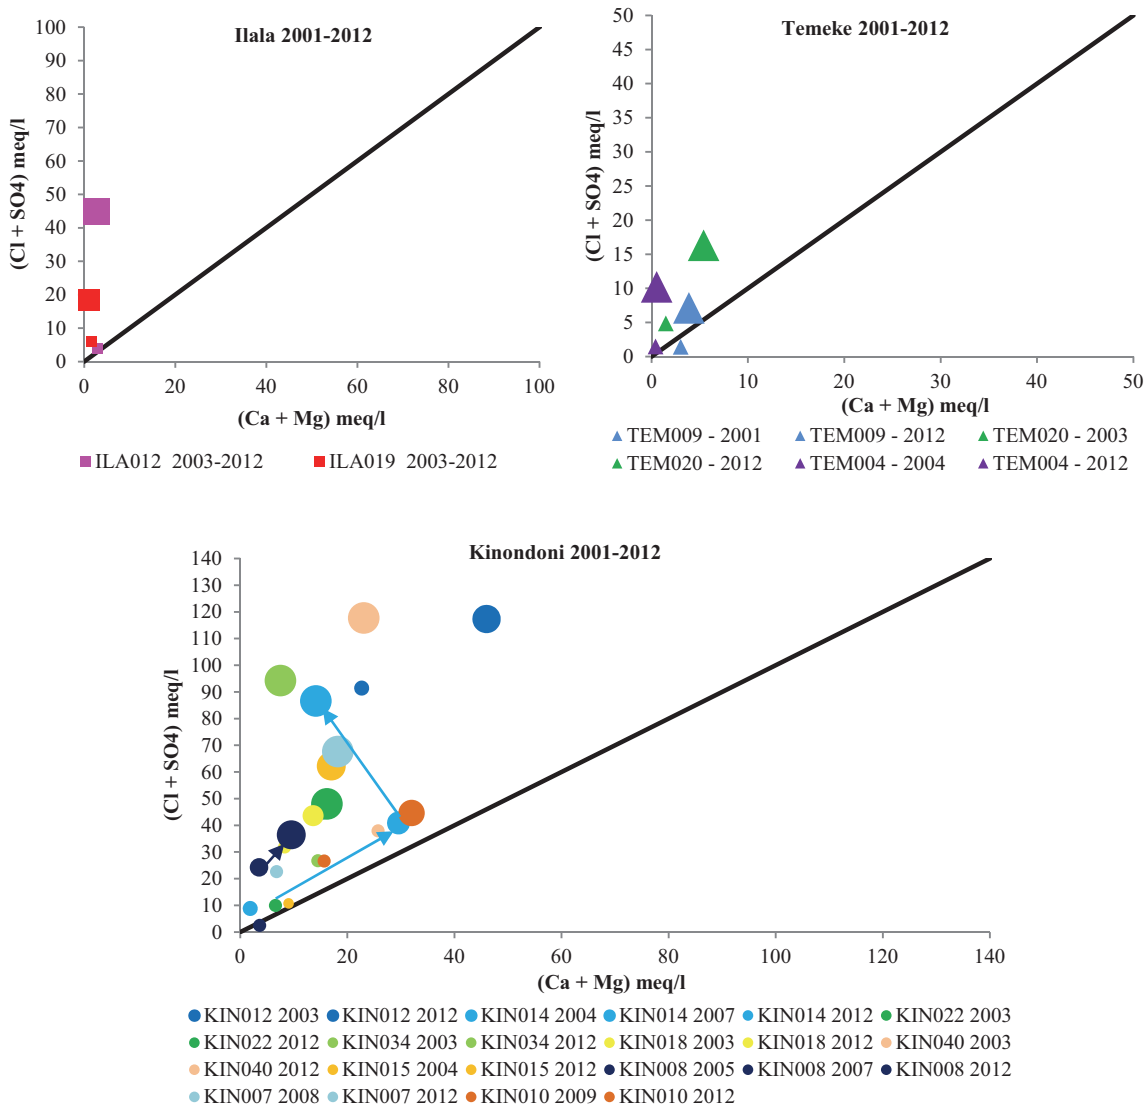 Ilala 2001-2012
100
90
80
70
60
50
40
30
20
10
0
0 20 40 60 80 100
(Cl + SO4) meq/l
(Ca + Mg) meq/l
ILA012 2003-2012 ILA019 2003-2012
Temeke 2001-2012
50
45
40
35
30
25
20
15
10
5
0
0 10 20 30 40 50
(Cl + SO4) meq/l
(Ca + Mg) meq/l
TEM009 - 2001 TEM009 - 2012 TEM020 - 2003
TEM020 - 2012 TEM004 - 2004 TEM004 - 2012
Kinondoni 2001-2012
140
130
120
110
100
90
80
70
60
50
40
30
20
10
0
0 20 40 60 80 100 120 140
(Cl + SO4) meq/l
(Ca + Mg) meq/l
KIN012 2003 KIN012 2012 KIN014 2004 KIN014 2007 KIN014 2012 KIN022 2003
KIN022 2012 KIN034 2003 KIN034 2012 KIN018 2003 KIN018 2012 KIN040 2003
KIN040 2012 KIN015 2004 KIN015 2012 KIN008 2005 KIN008 2007 KIN008 2012
KIN007 2008 KIN007 2012 KIN010 2009 KIN010 2012